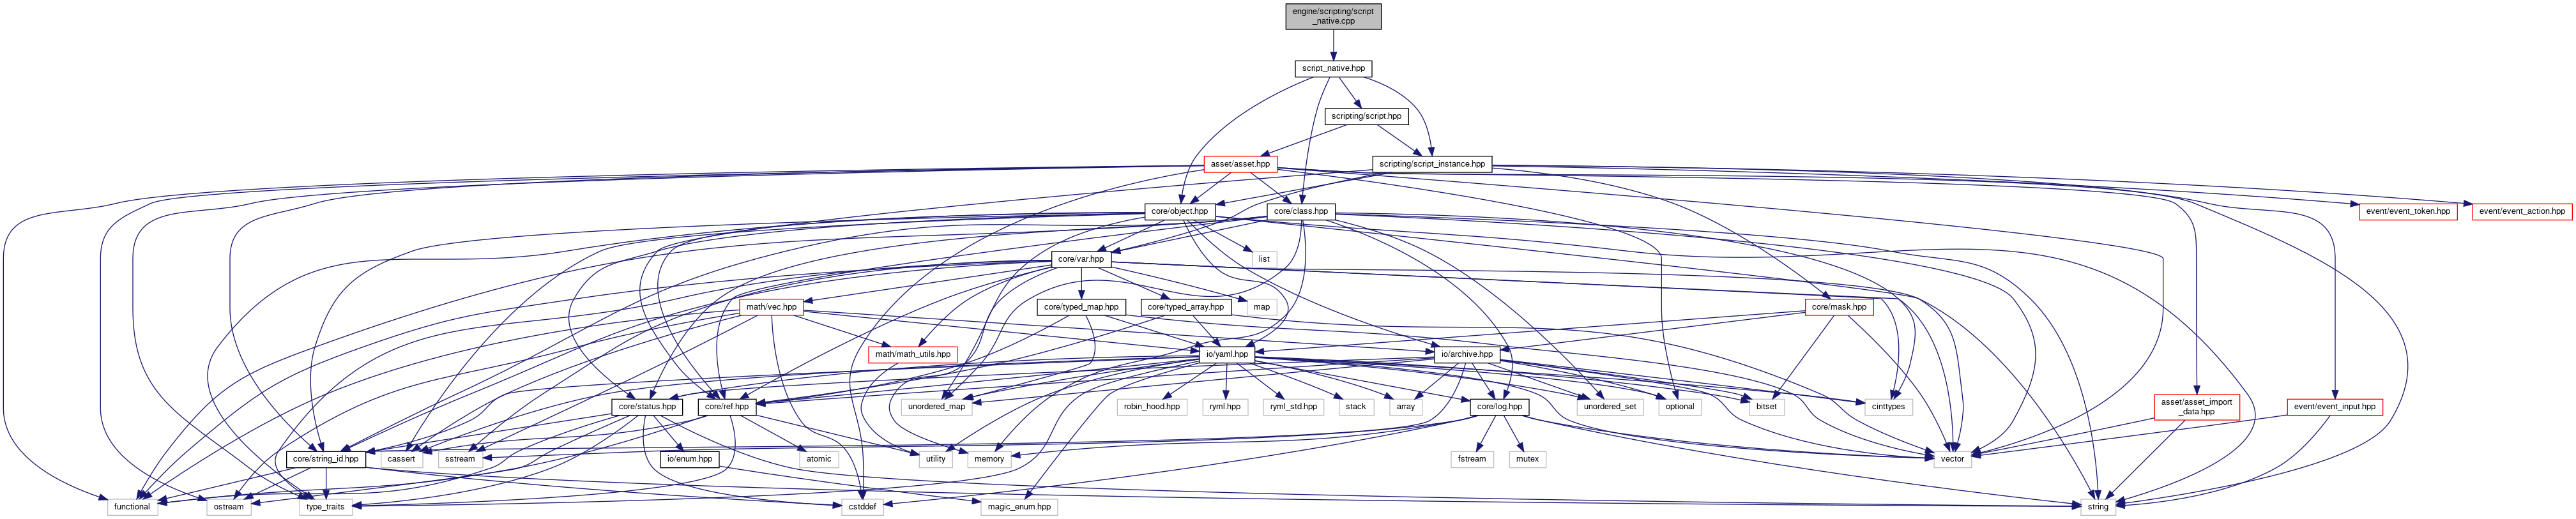 engine/scripting/script
_native.cpp
script_native.hpp
scripting/script.hpp
asset/asset.hpp
scripting/script_instance.hpp
core/object.hpp
core/class.hpp
event/event_token.hpp
event/event_action.hpp
core/var.hpp
list
math/vec.hpp
core/typed_map.hpp
core/typed_array.hpp
map
core/mask.hpp
math/math_utils.hpp
io/yaml.hpp
io/archive.hpp
core/status.hpp
core/ref.hpp
unordered_map
robin_hood.hpp
ryml.hpp
ryml_std.hpp
stack
array
core/log.hpp
unordered_set
optional
bitset
cinttypes
asset/asset_import
_data.hpp
event/event_input.hpp
core/string_id.hpp
cassert
sstream
io/enum.hpp
atomic
utility
memory
fstream
mutex
vector
functional
ostream
type_traits
cstddef
magic_enum.hpp
string